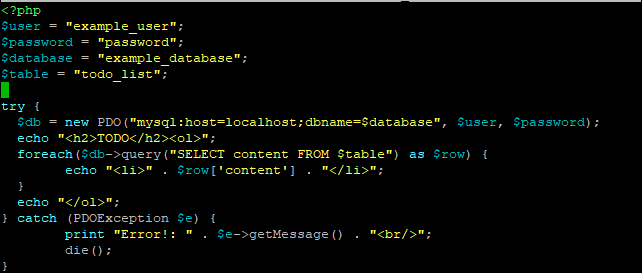 <?php
$user = "example_user";
$password = "password";
$database = "example_database";
$table = "todo_list";
try {
  $db = new PDO("mysql:host=localhost;dbname=$database", $user, $password);
  echo "<h2>TODO</h2><ol>";
  foreach($db->query("SELECT content FROM $table") as $row) {
        echo "<li>" . $row['content'] . "</li>";
  }
  echo "</ol>";
} catch (PDOException $e) {
        print "Error!: " . $e->getMessage() . "<br/>";
        die();
}